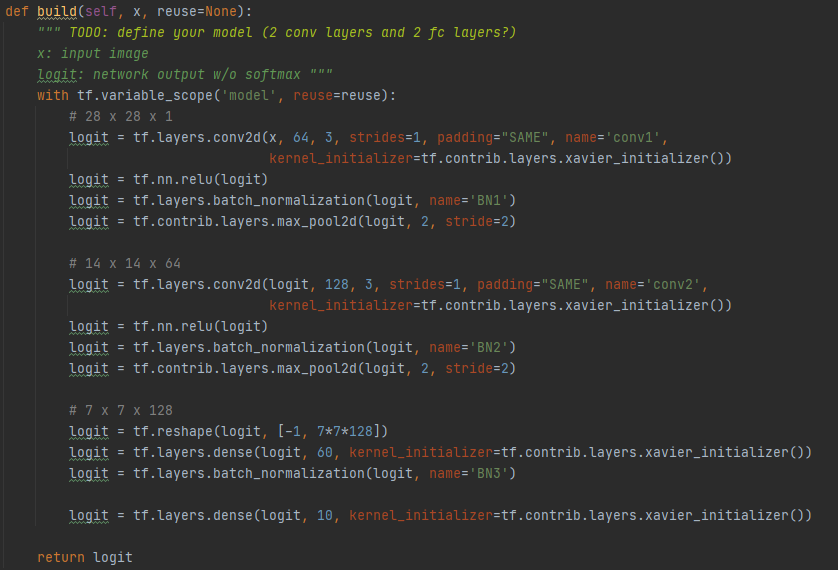 def build(self, x, reuse=None):
    """ TODO: define your model (2 conv layers and 2 fc layers?)
    x: input image
    logit: network output w/o softmax """
    with tf.variable_scope('model', reuse=reuse):
        # 28 x 28 x 1
        logit = tf.layers.conv2d(x, 64, 3, strides=1, padding="SAME", name='conv1',
                                 kernel_initializer=tf.contrib.layers.xavier_initializer())
        logit = tf.nn.relu(logit)
        logit = tf.layers.batch_normalization(logit, name='BN1')
        logit = tf.contrib.layers.max_pool2d(logit, 2, stride=2)

        # 14 x 14 x 64
        logit = tf.layers.conv2d(logit, 128, 3, strides=1, padding="SAME", name='conv2',
                                 kernel_initializer=tf.contrib.layers.xavier_initializer())
        logit = tf.nn.relu(logit)
        logit = tf.layers.batch_normalization(logit, name='BN2')
        logit = tf.contrib.layers.max_pool2d(logit, 2, stride=2)

        # 7 x 7 x 128
        logit = tf.reshape(logit, [-1, 7*7*128])
        logit = tf.layers.dense(logit, 60, kernel_initializer=tf.contrib.layers.xavier_initializer())
        logit = tf.layers.batch_normalization(logit, name='BN3')

        logit = tf.layers.dense(logit, 10, kernel_initializer=tf.contrib.layers.xavier_initializer())

    return logit